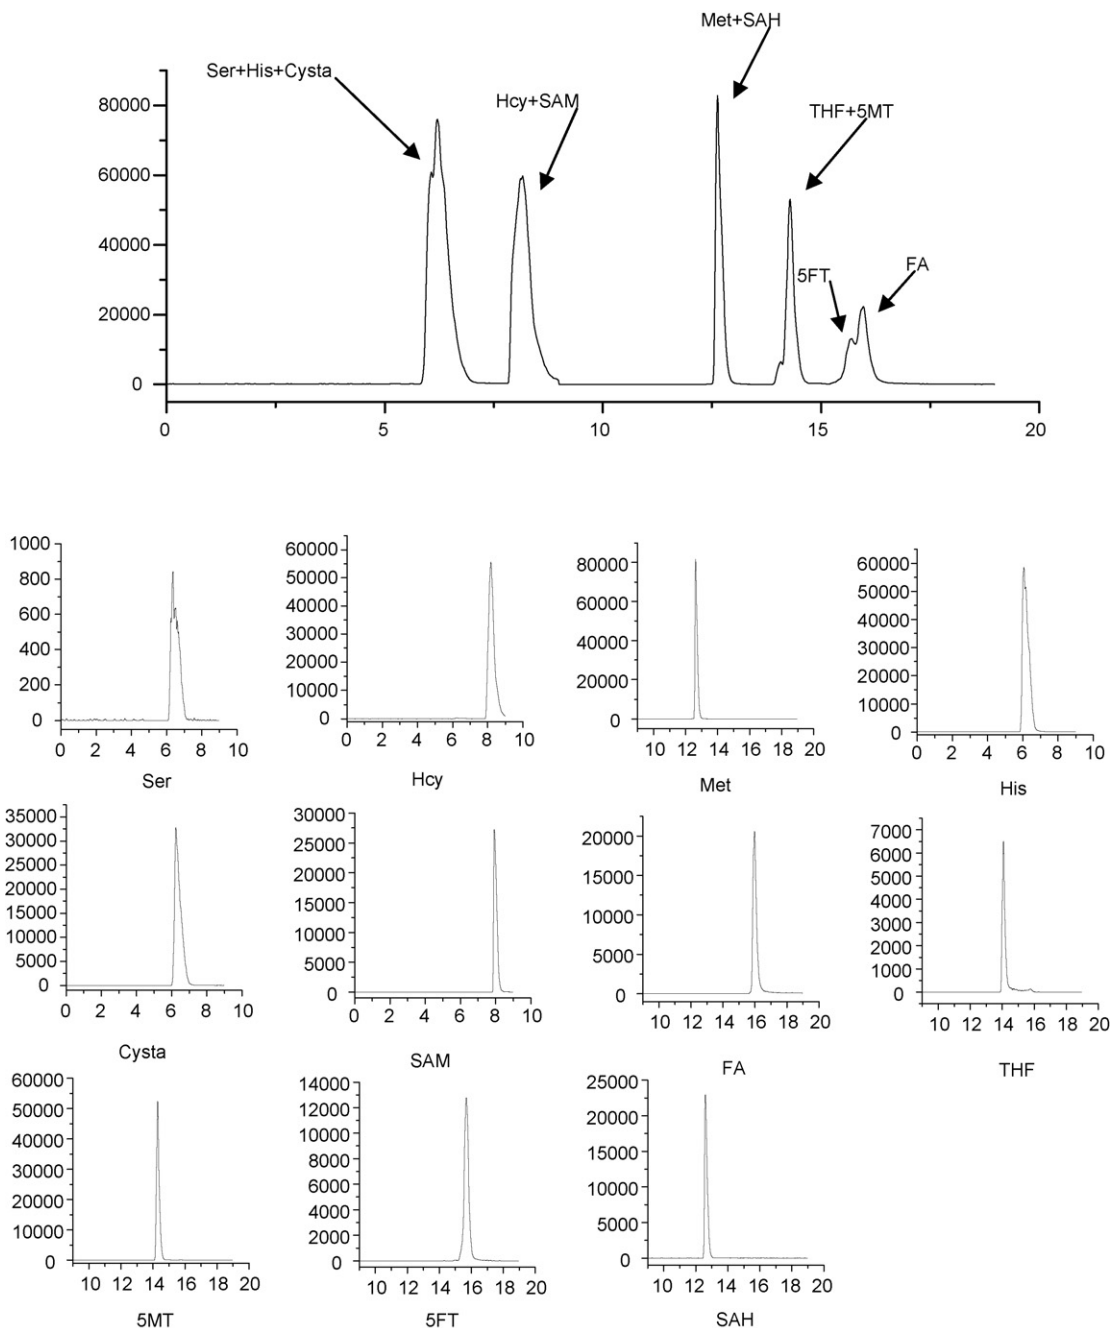 Met+SAH
Ser+His+Cysta
Hcy+SAM
THF+5MT
5FT
FA
80000
60000
40000
20000
0
0 5 10 15 20
1000
800
600
400
200
0
0 2 4 6 8 10
Ser
60000
50000
40000
30000
20000
10000
0
0 2 4 6 8 10
Hcy
80000
60000
40000
20000
0
10 12 14 16 18 20
Met
60000
50000
40000
30000
20000
10000
0
0 2 4 6 8 10
His
35000
30000
25000
20000
15000
10000
5000
0
0 2 4 6 8 10
Cysta
30000
25000
20000
15000
10000
5000
0
0 2 4 6 8 10
SAM
20000
15000
10000
5000
0
10 12 14 16 18 20
FA
7000
6000
5000
4000
3000
2000
1000
0
10 12 14 16 18 20
THF
60000
50000
40000
30000
20000
10000
0
10 12 14 16 18 20
5MT
14000
12000
10000
8000
6000
4000
2000
0
10 12 14 16 18 20
5FT
25000
20000
15000
10000
5000
0
10 12 14 16 18 20
SAH